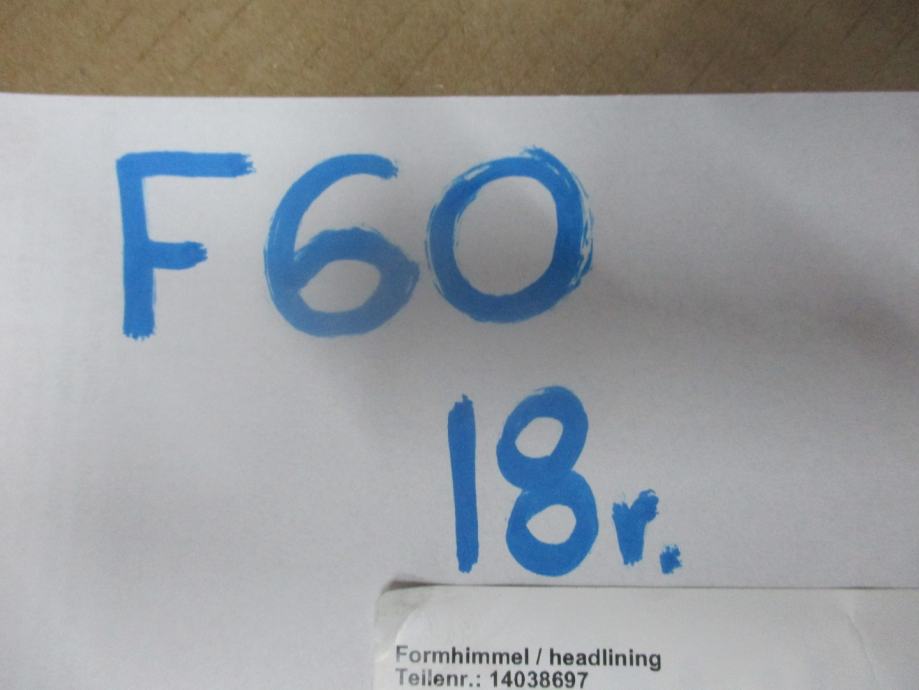 F60
18r.
Formhimmel / headlining
Teilenr.: 14038697